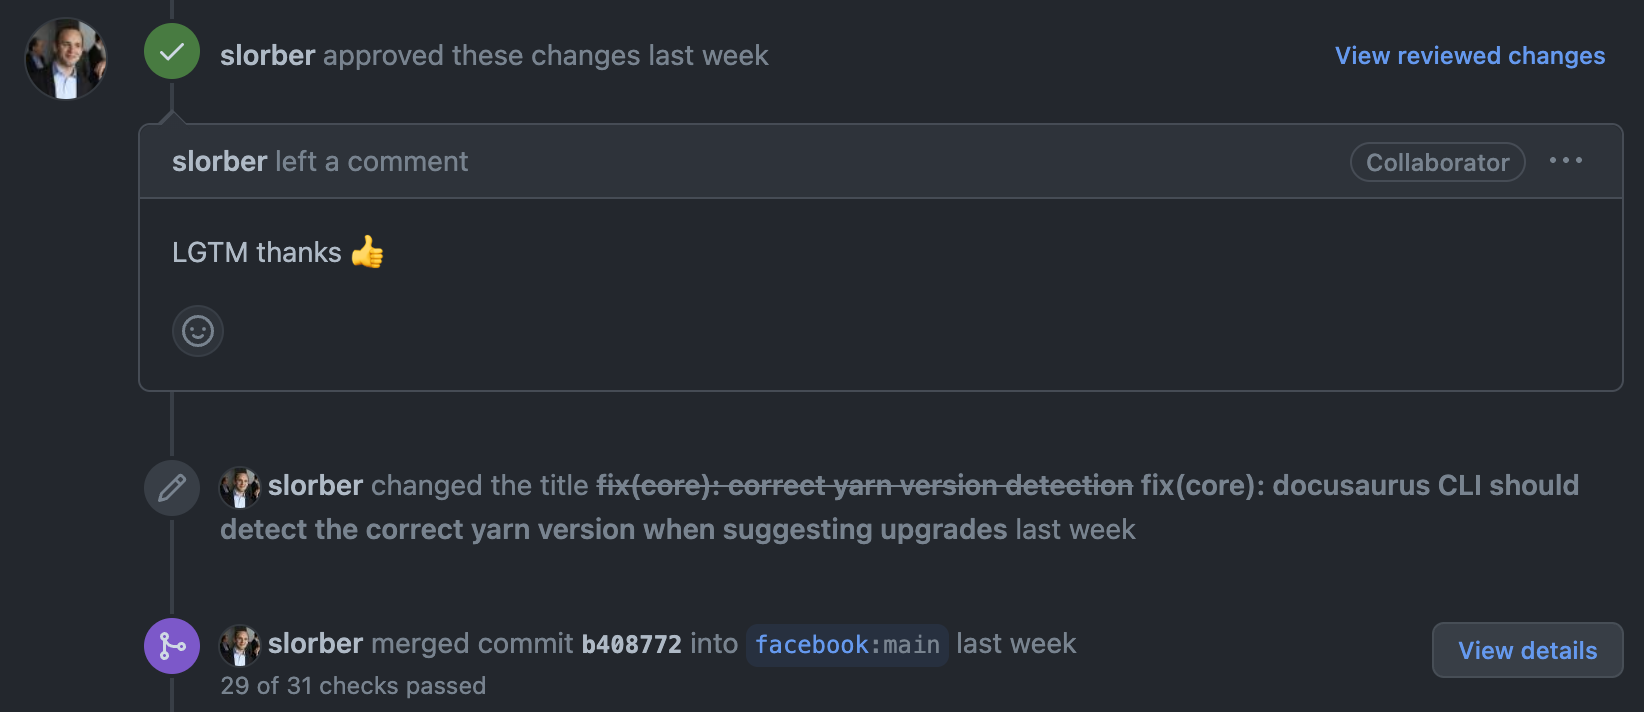 slorber approved these changes last week
View reviewed changes
slorber left a comment
Collaborator
LGTM thanks 👍
slorber changed the title fix(core): correct yarn version detection fix(core): docusaurus CLI should
detect the correct yarn version when suggesting upgrades last week
slorber merged commit b408772 into facebook:main last week
View details
29 of 31 checks passed